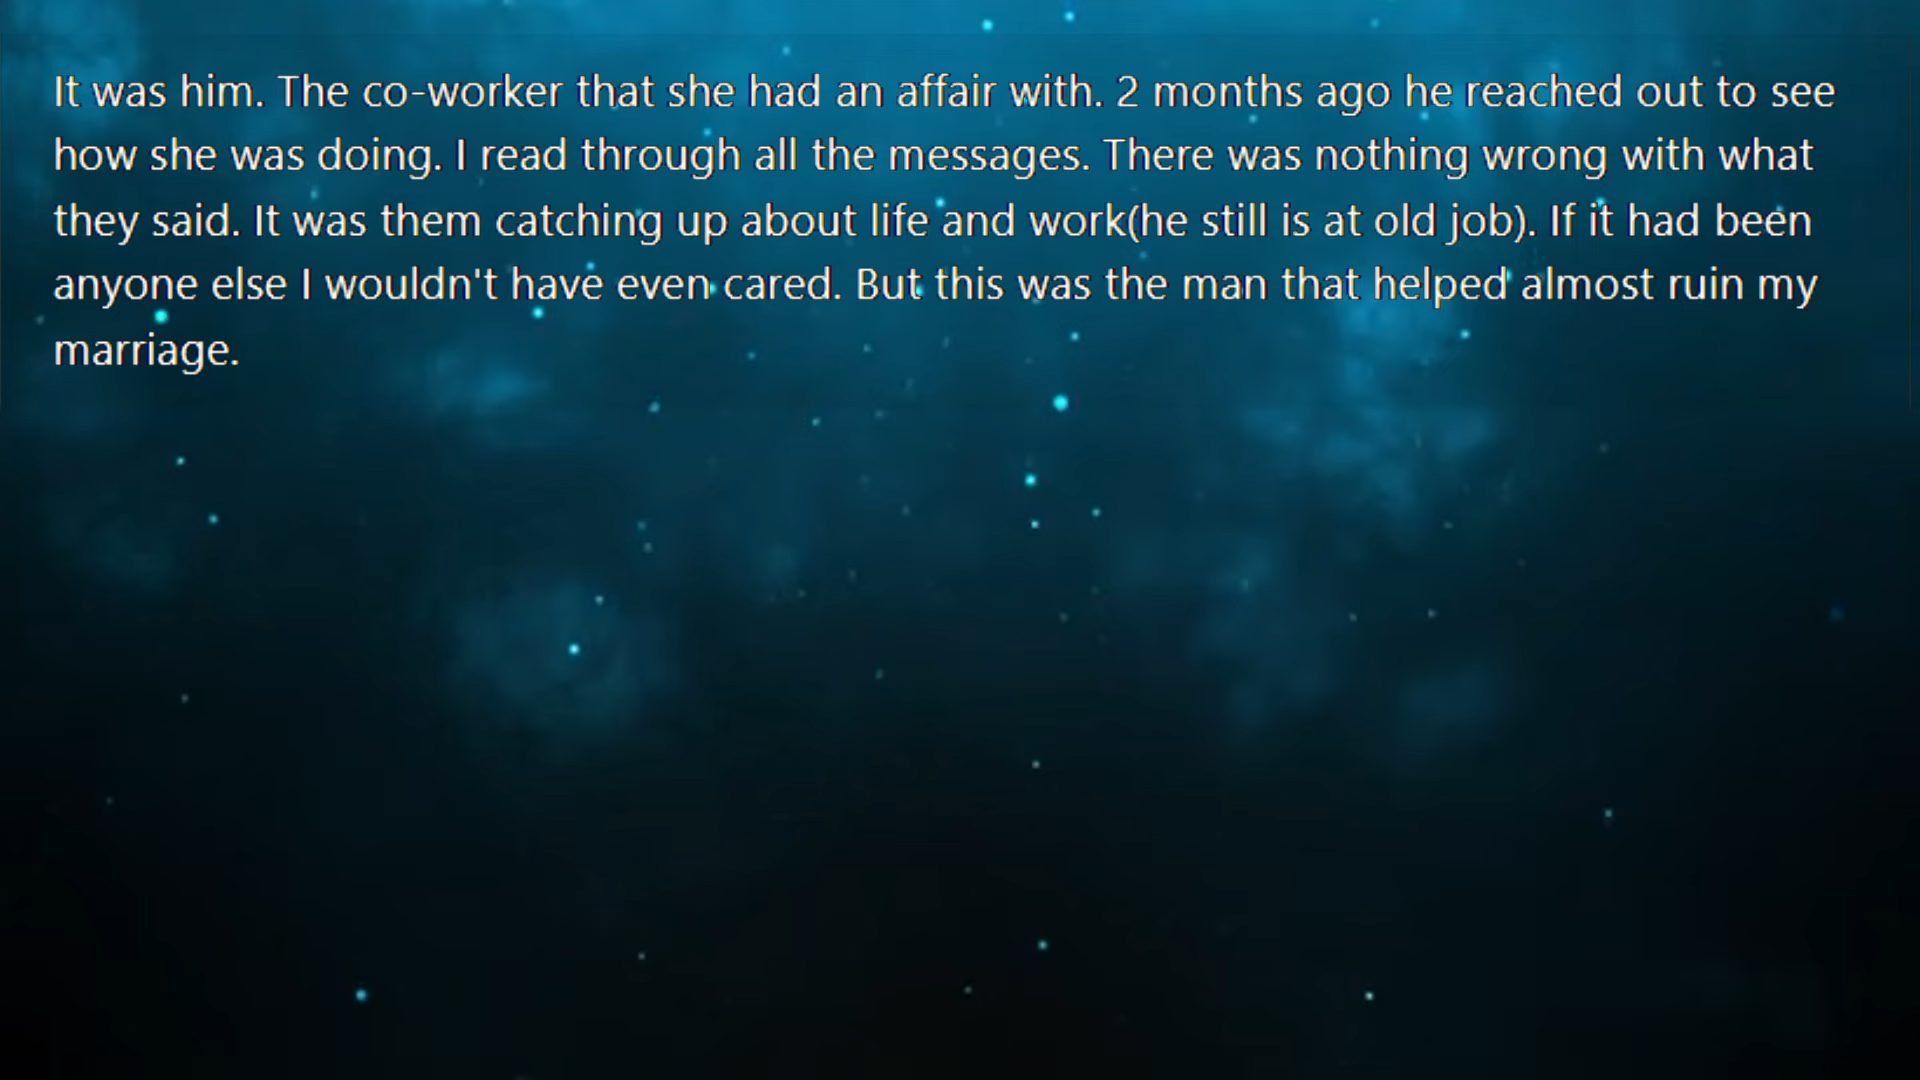 It was him. The co-worker that she had an affair with. 2 months ago he reached out to see
how she was doing. I read through all the messages. There was nothing wrong with what
they said. It was them catching up about life and work(he still is at old job). If it had been
anyone else I wouldn't have even cared. But this was the man that helped almost ruin my
marriage.